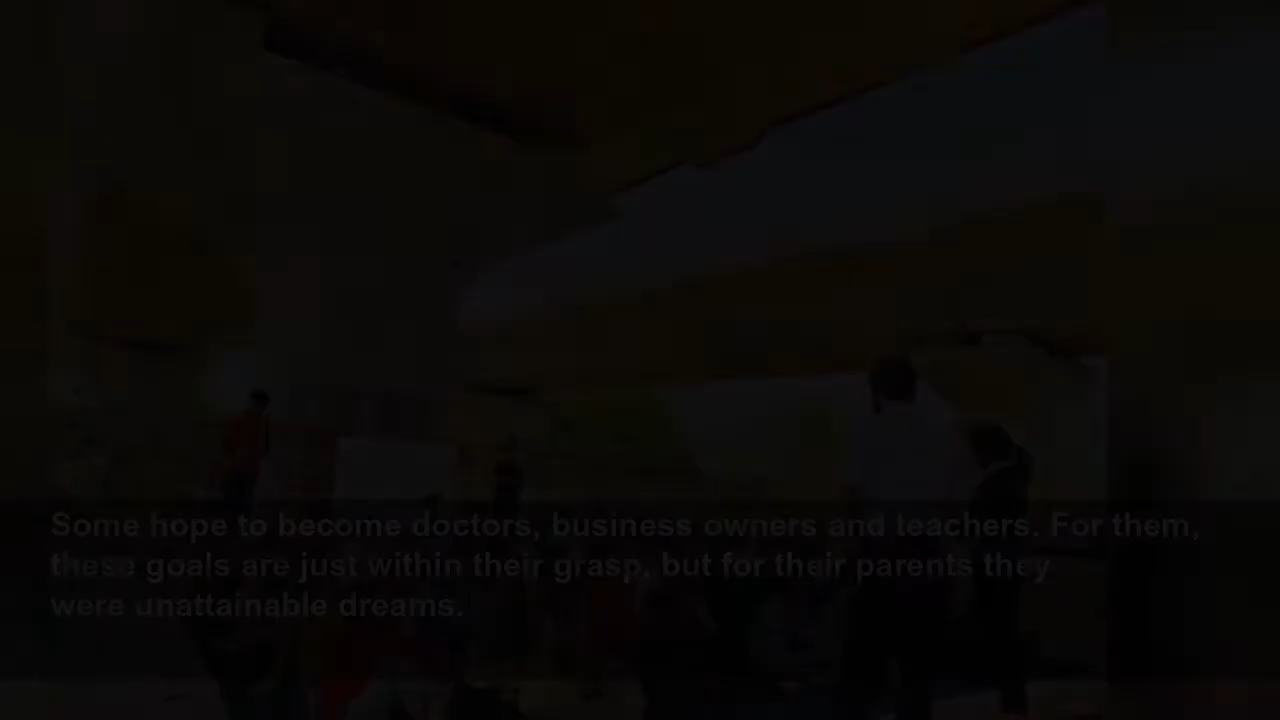 Some hope to become doctors, business owners and teachers. For them,
these goals are just within their grasp, but for their parents they
were unattainable dreams.